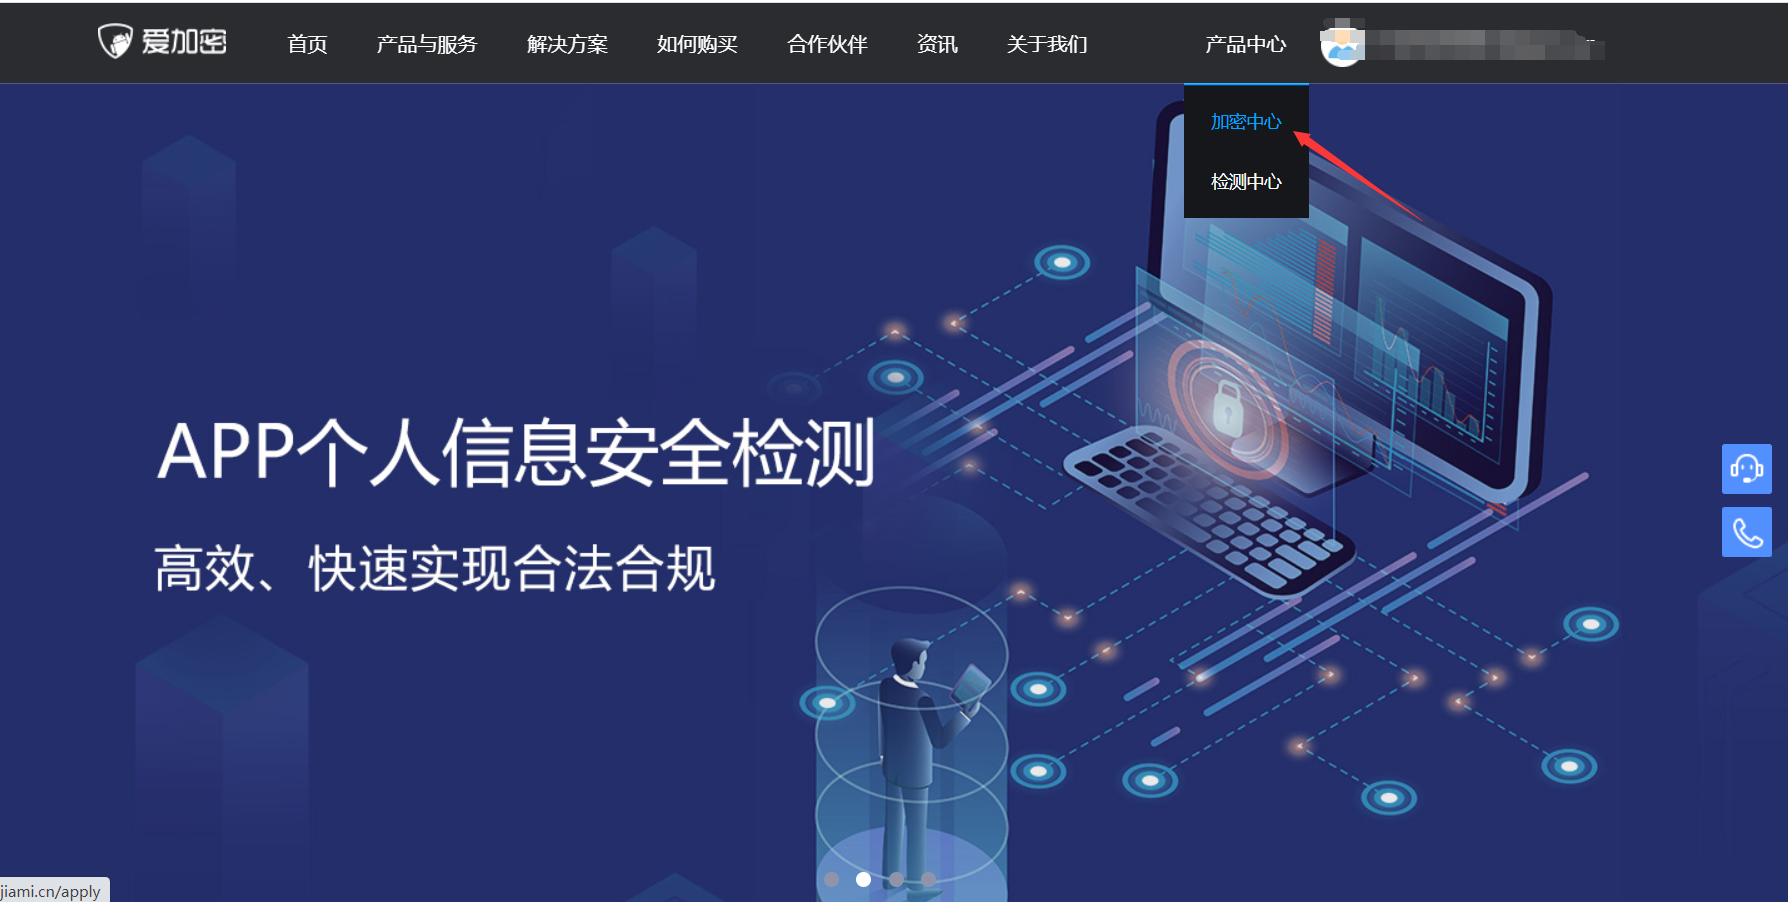 爱加密
首页 产品与服务 解决方案 如何购买 合作伙伴 资讯 关于我们 产品中心
加密中心
检测中心
APP个人信息安全检测
高效、快速实现合法合规
jiami.cn/apply